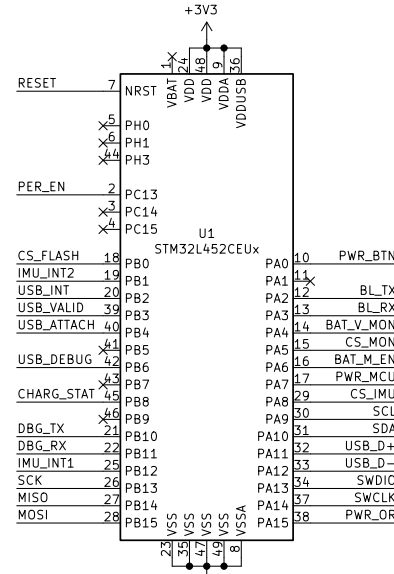 +3V3
1 24 48 9 36
VBAT VDD VDD VDDA VDDUSB
RESET 7 NRST
5 PH0
6 PH1
44 PH3
PER_EN 2 PC13
3 PC14
4 PC15
U1
STM32L452CEUx
CS_FLASH 18 PB0 PA0 10 PWR_BTN
IMU_INT2 19 PB1 PA1 11
USB_INT 20 PB2 PA2 12 BL_TX
USB_VALID 39 PB3 PA3 13 BL_RX
USB_ATTACH 40 PB4 PA4 14 BAT_V_MON
41 PB5 PA5 15 CS_MON
USB_DEBUG 42 PB6 PA6 16 BAT_M_EN
43 PB7 PA7 17 PWR_MCU
CHARG_STAT 45 PB8 PA8 29 CS_IMU
46 PB9 PA9 30 SCL
DBG_TX 21 PB10 PA10 31 SDA
DBG_RX 22 PB11 PA11 32 USB_D+
IMU_INT1 25 PB12 PA12 33 USB_D-
SCK 26 PB13 PA13 34 SWDIO
MISO 27 PB14 PA14 37 SWCLK
MOSI 28 PB15 PA15 38 PWR_OR
VSS VSS VSS VSS VSSA
23 35 47 49 8